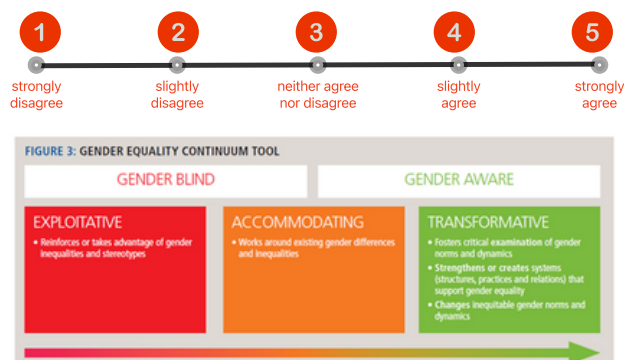 1 2 3 4 5
strongly disagree
slightly disagree
neither agree nor disagree
slightly agree
strongly agree
FIGURE 3: GENDER EQUALITY CONTINUUM TOOL
GENDER BLIND
GENDER AWARE
EXPLOITATIVE
• Reinforces or takes advantage of gender
inequalities and stereotypes
ACCOMMODATING
• Works around existing gender differences
and inequalities
TRANSFORMATIVE
• Fosters critical examination of gender
norms and dynamics
• Strengthens or creates systems
(structures, practices and relations) that
support gender equality
• Changes inequitable gender norms and
dynamics